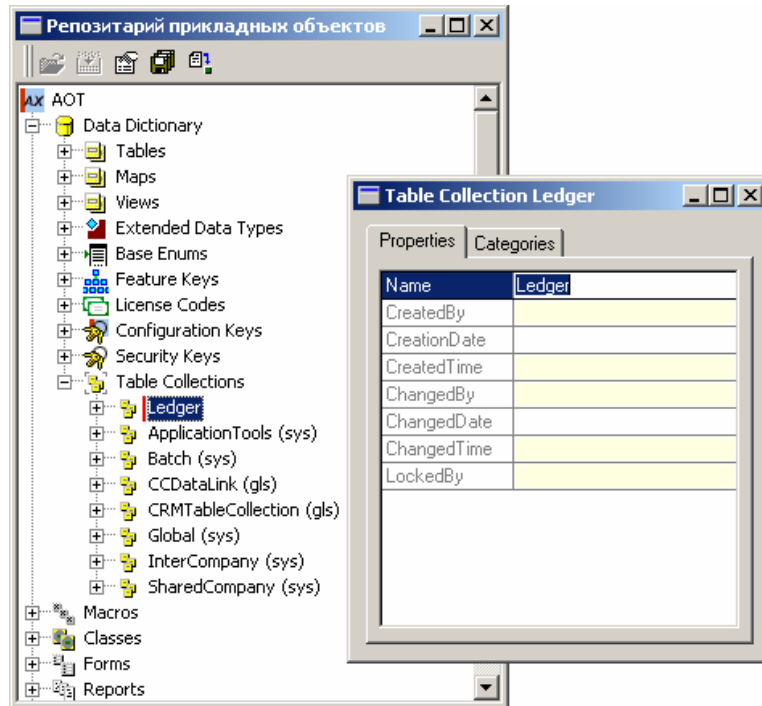 Репозитарий прикладных объектов
AX AOT
Data Dictionary
Tables
Maps
Views
Extended Data Types
Base Enums
Feature Keys
License Codes
Configuration Keys
Security Keys
Table Collections
Ledger
ApplicationTools (sys)
Batch (sys)
CCDataLink (gls)
CRMTableCollection (gls)
Global (sys)
InterCompany (sys)
SharedCompany (sys)
Macros
Classes
Forms
Reports
Table Collection Ledger
Properties Categories
Name Ledger
CreatedBy
CreationDate
CreatedTime
ChangedBy
ChangedDate
ChangedTime
LockedBy